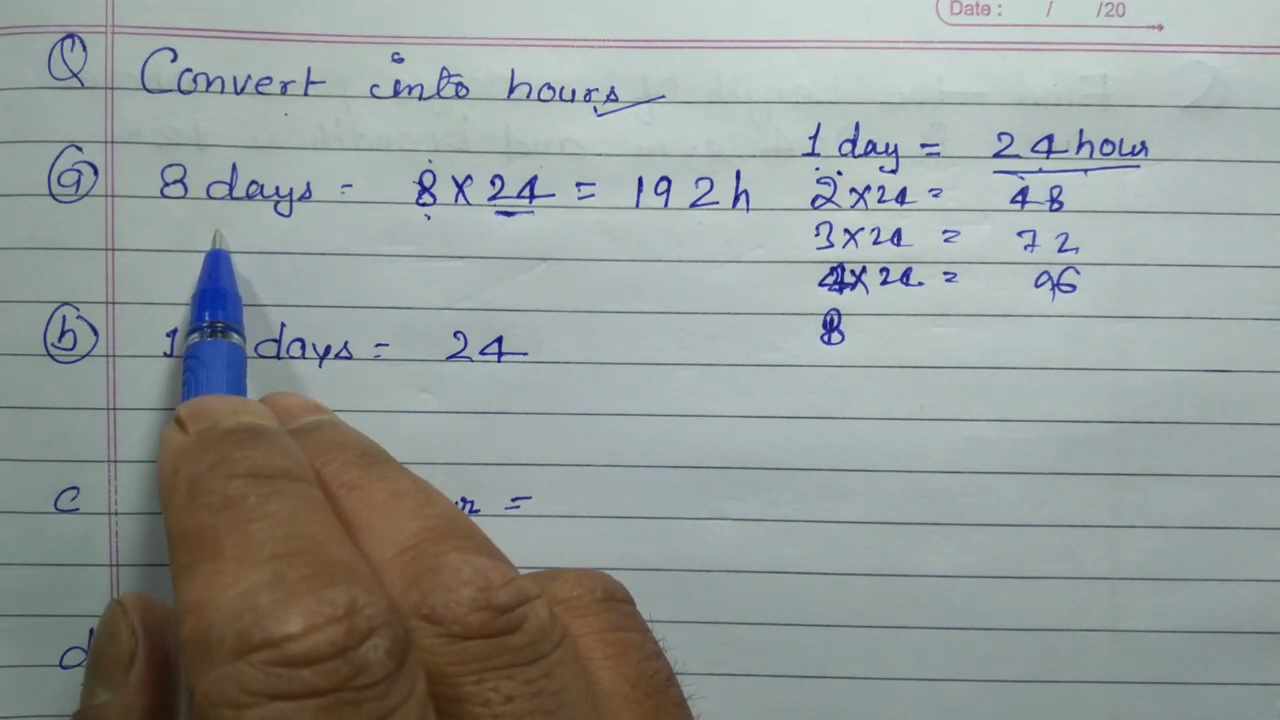 Date : / /20
Q Convert into hours
1 day = 24 hour
a 8 days = 8 × 24 = 192 h
2 × 24 = 48
3 × 24 = 72
4 × 24 = 96
8
b days = 24
c =
d